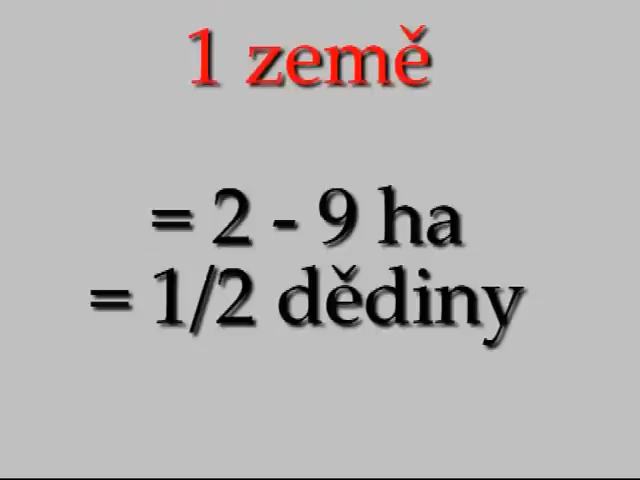 1 země
= 2 - 9 ha
= 1/2 dědiny